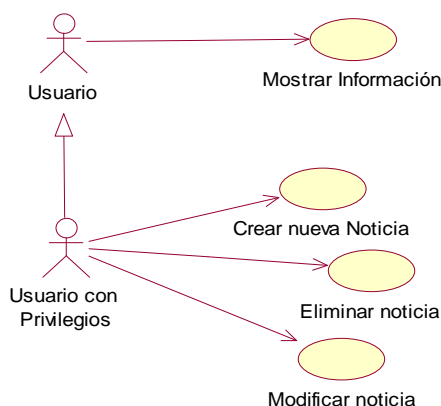 Mostrar Información
Usuario
Crear nueva Noticia
Usuario con
Privilegios
Eliminar noticia
Modificar noticia